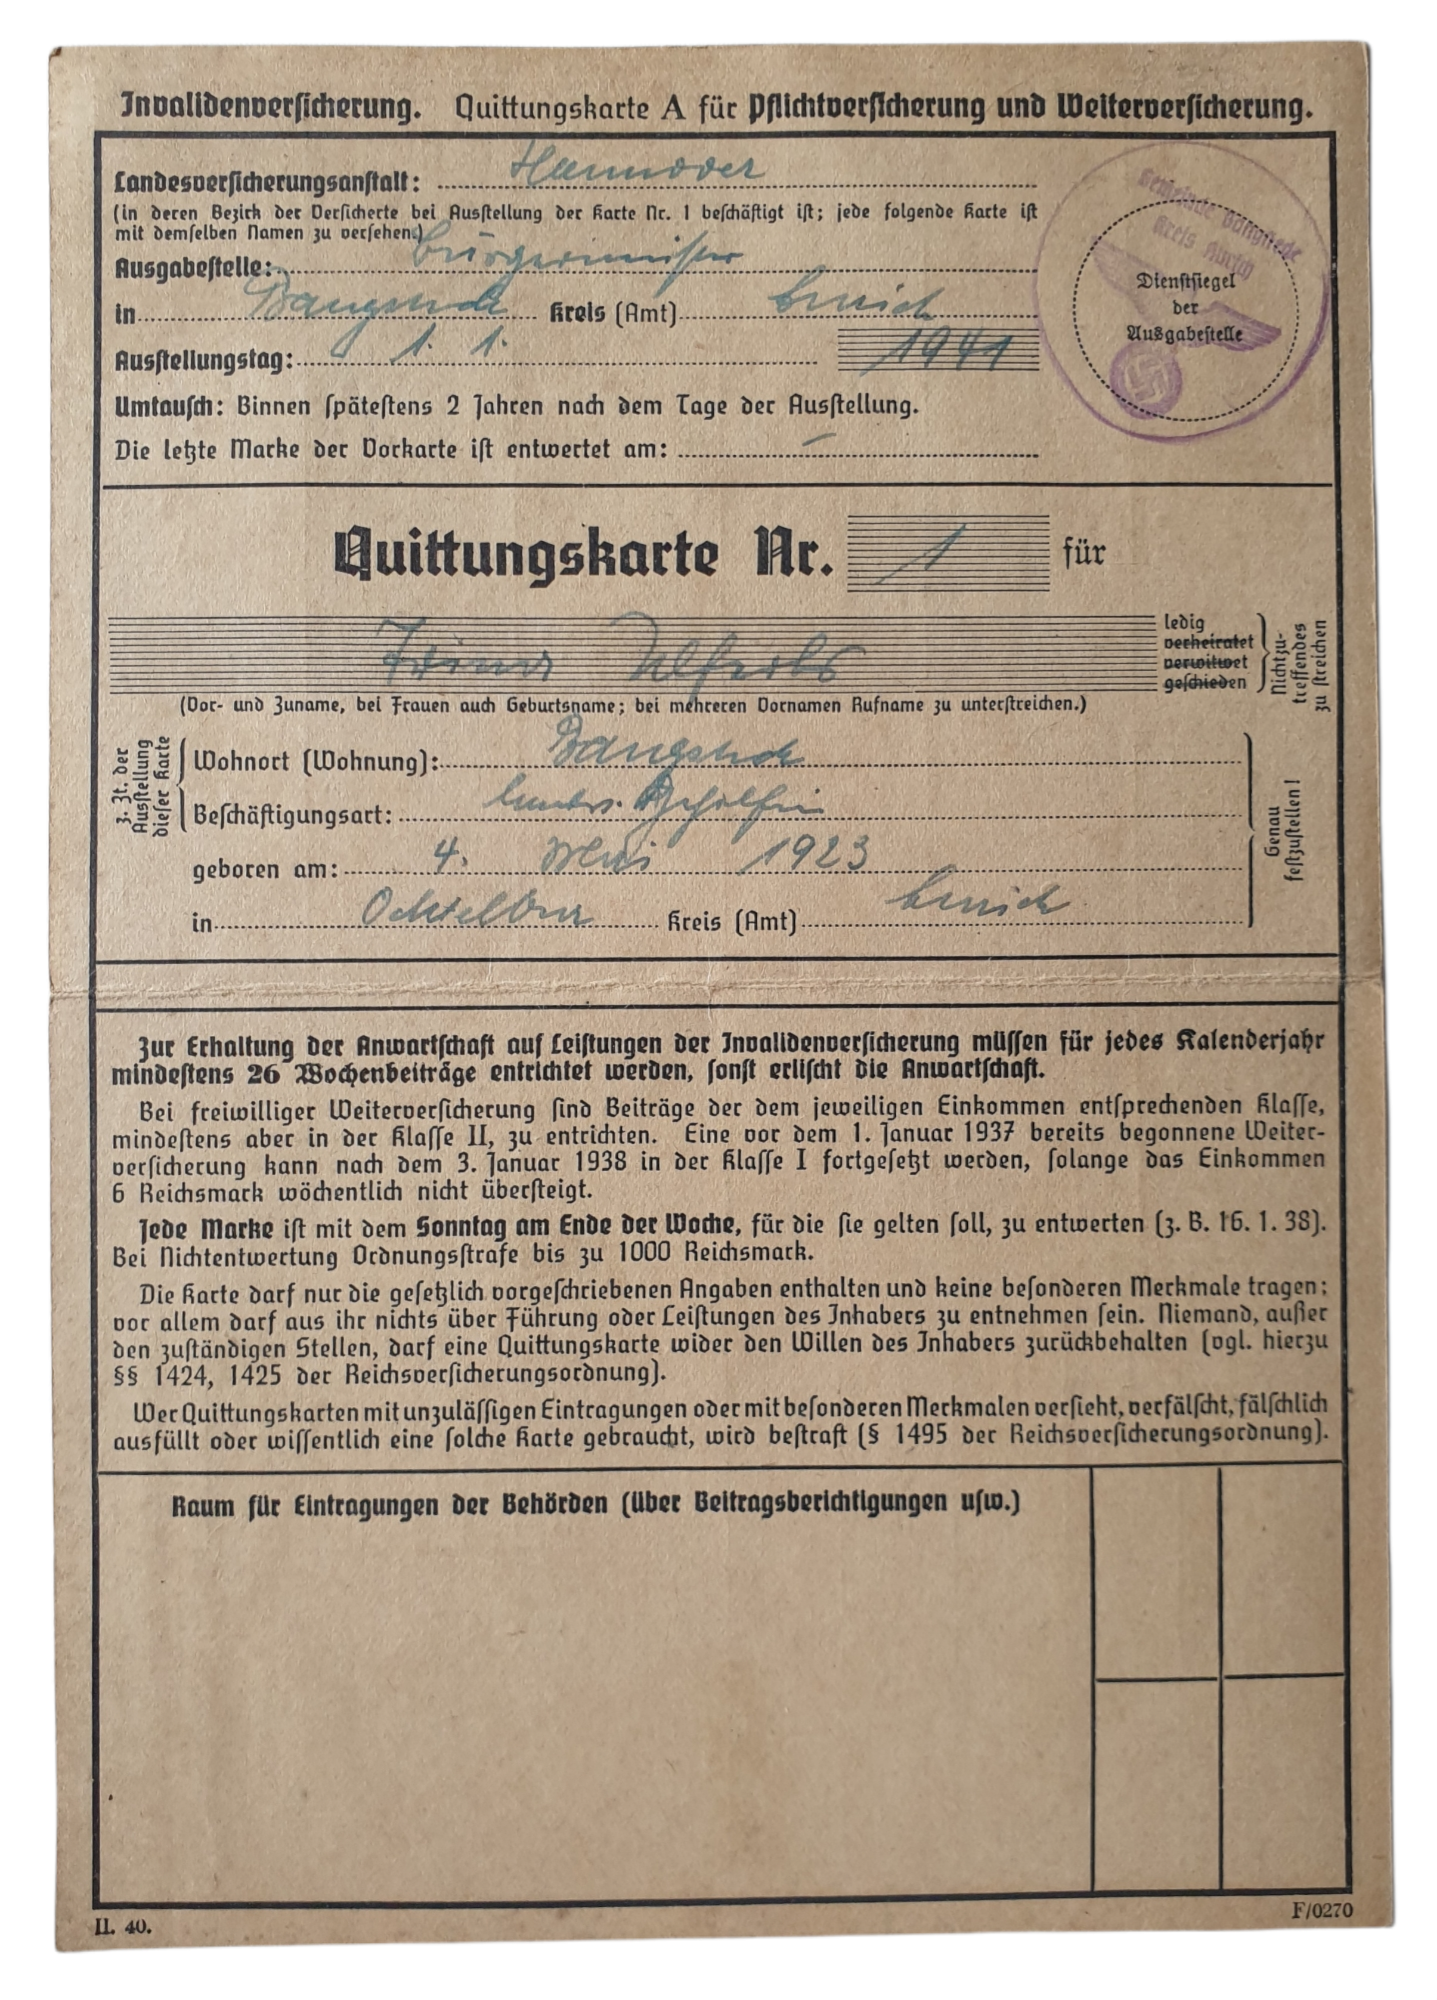 Invalidenversicherung. Quittungskarte A für Pflichtversicherung und Weiterversicherung.
Landesversicherungsanstalt: Hannover
(in deren Bezirk der Versicherte bei Ausstellung der Karte Nr. 1 beschäftigt ist; jede folgende Karte ist
mit demselben Namen zu versehen.)
Ausgabestelle: Bürgermeister
in Bangstede Kreis (Amt) Aurich
Ausstellungstag: 1. 1. 1941
Umtausch: Binnen spätestens 2 Jahren nach dem Tage der Ausstellung.
Die letzte Marke der Vorkarte ist entwertet am: –
Gemeinde Bangstede
Kreis Aurich
Dienstsiegel
der
Ausgabestelle
Quittungskarte Nr. 1 für
ledig
verheiratet
verwitwet
geschieden
Nichtzu-
treffendes
zu streichen
(Vor- und Zuname, bei Frauen auch Geburtsname; bei mehreren Vornamen Rufname zu unterstreichen.)
z. Zt. der
Ausstellung
dieser Karte
Wohnort (Wohnung): Bangstede
Beschäftigungsart: Gehilfin
geboren am: 4. Mai 1923
in Ochtelbur Kreis (Amt) Aurich
Genau
festzustellen!
Zur Erhaltung der Anwartschaft auf Leistungen der Invalidenversicherung müssen für jedes Kalenderjahr
mindestens 26 Wochenbeiträge entrichtet werden, sonst erlischt die Anwartschaft.
Bei freiwilliger Weiterversicherung sind Beiträge der dem jeweiligen Einkommen entsprechenden Klasse,
mindestens aber in der Klasse II, zu entrichten. Eine vor dem 1. Januar 1937 bereits begonnene Weiter-
versicherung kann nach dem 3. Januar 1938 in der Klasse I fortgesetzt werden, solange das Einkommen
6 Reichsmark wöchentlich nicht übersteigt.
Jede Marke ist mit dem Sonntag am Ende der Woche, für die sie gelten soll, zu entwerten (z. B. 16. 1. 38).
Bei Nichtentwertung Ordnungsstrafe bis zu 1000 Reichsmark.
Die Karte darf nur die gesetzlich vorgeschriebenen Angaben enthalten und keine besonderen Merkmale tragen;
vor allem darf aus ihr nichts über Führung oder Leistungen des Inhabers zu entnehmen sein. Niemand, außer
den zuständigen Stellen, darf eine Quittungskarte wider den Willen des Inhabers zurückbehalten (vgl. hierzu
§§ 1424, 1425 der Reichsversicherungsordnung).
Wer Quittungskarten mit unzulässigen Eintragungen oder mit besonderen Merkmalen versieht, verfälscht, fälschlich
ausfüllt oder wissentlich eine solche Karte gebraucht, wird bestraft (§ 1495 der Reichsversicherungsordnung).
Raum für Eintragungen der Behörden (über Beitragsberichtigungen usw.)
II. 40.
F/0270